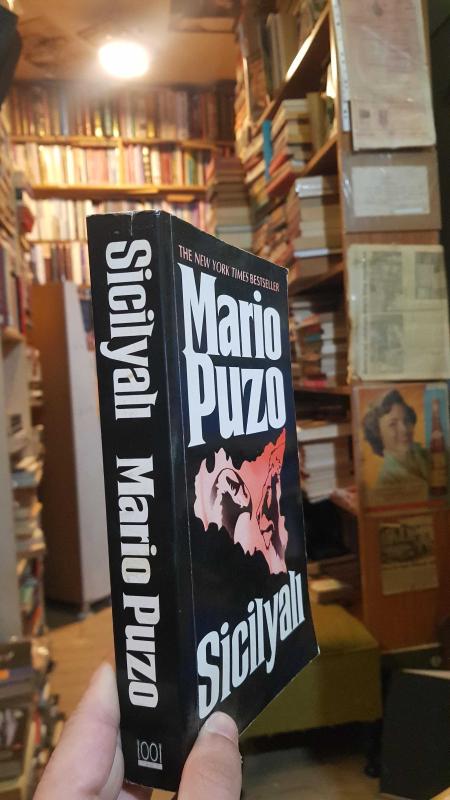 Sicilyalı Mario Puzo
1001
THE NEW YORK TIMES BESTSELLER
Mario
Puzo
Sicilyalı